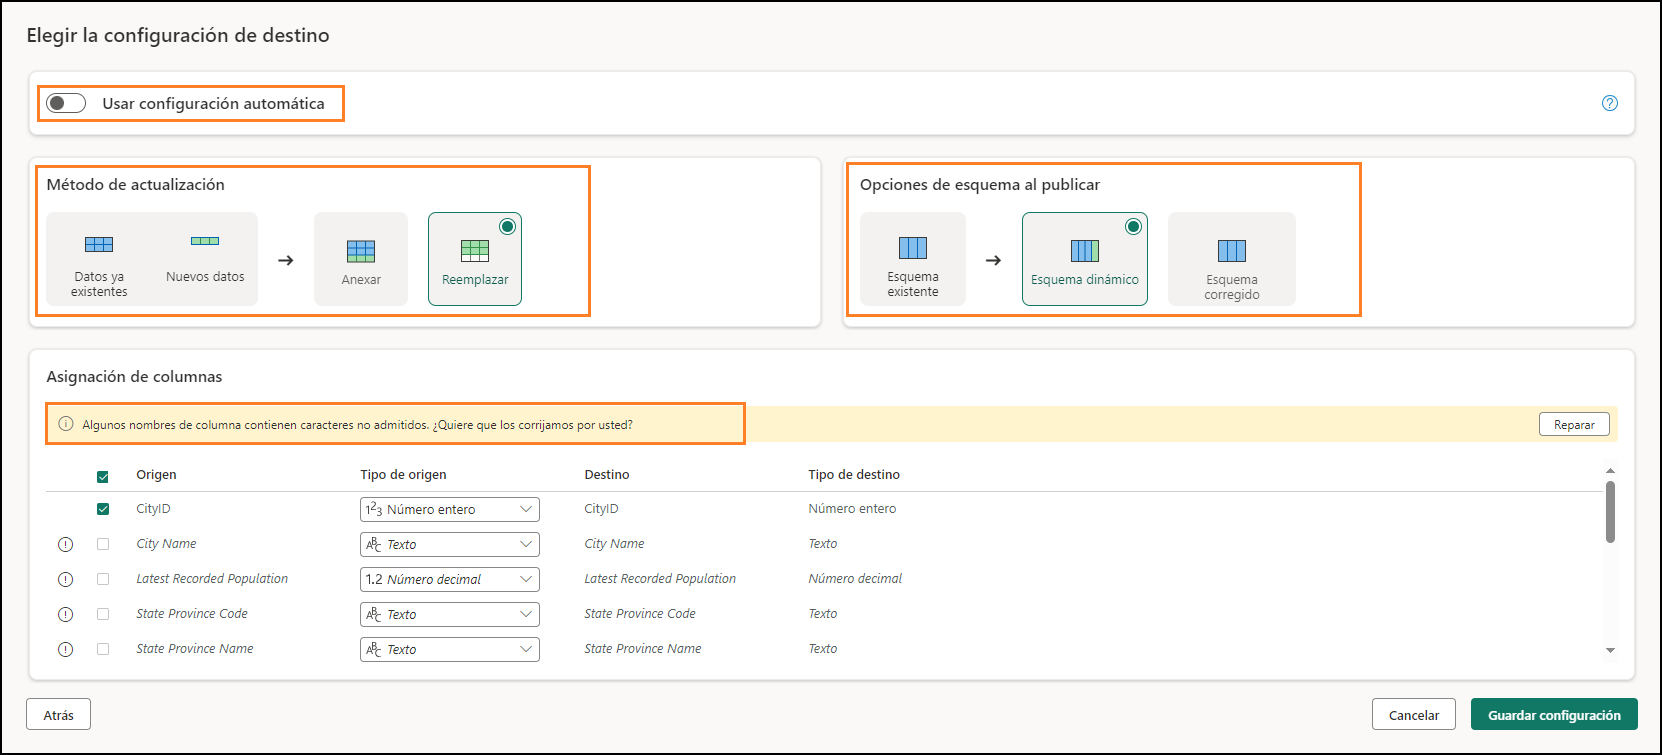 Elegir la configuración de destino
Usar configuración automática
Método de actualización
Datos ya
existentes
Nuevos datos
Anexar
Reemplazar
Opciones de esquema al publicar
Esquema
existente
Esquema dinámico
Esquema
corregido
Asignación de columnas
Algunos nombres de columna contienen caracteres no admitidos. ¿Quiere que los corrijamos por usted?
Reparar
Origen Tipo de origen Destino Tipo de destino
CityID 123 Número entero CityID Número entero
City Name ABC Texto City Name Texto
Latest Recorded Population 1.2 Número decimal Latest Recorded Population Número decimal
State Province Code ABC Texto State Province Code Texto
State Province Name ABC Texto State Province Name Texto
Atrás
Cancelar
Guardar configuración